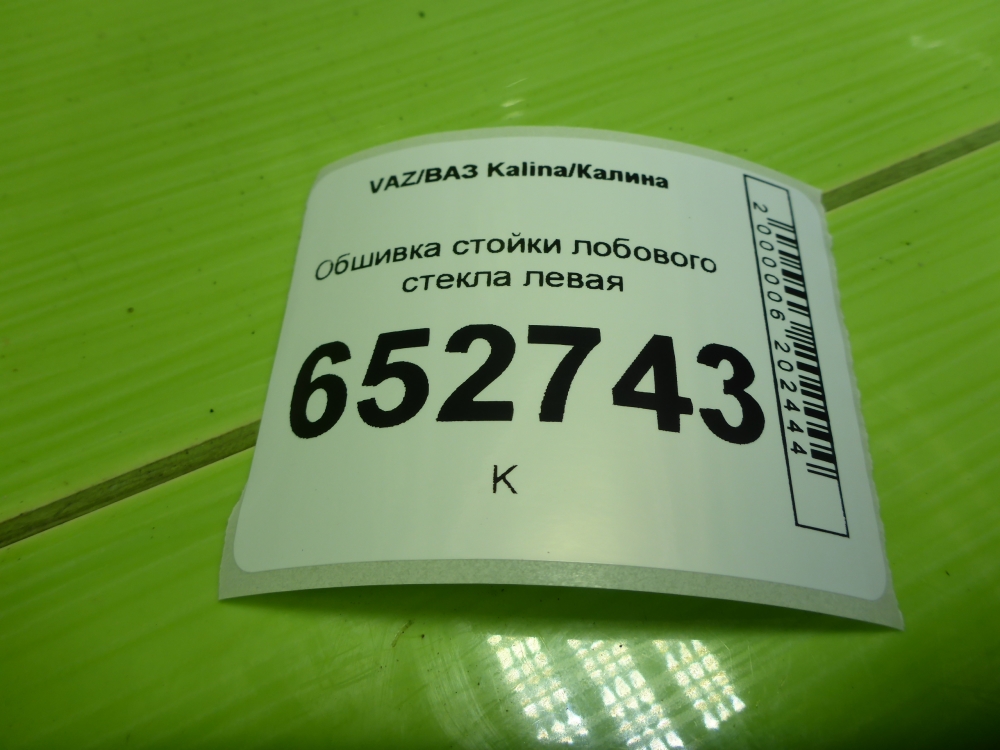 VAZ/ВАЗ Kalina/Калина
Обшивка стойки лобового
стекла левая
652743
К
2000006202444